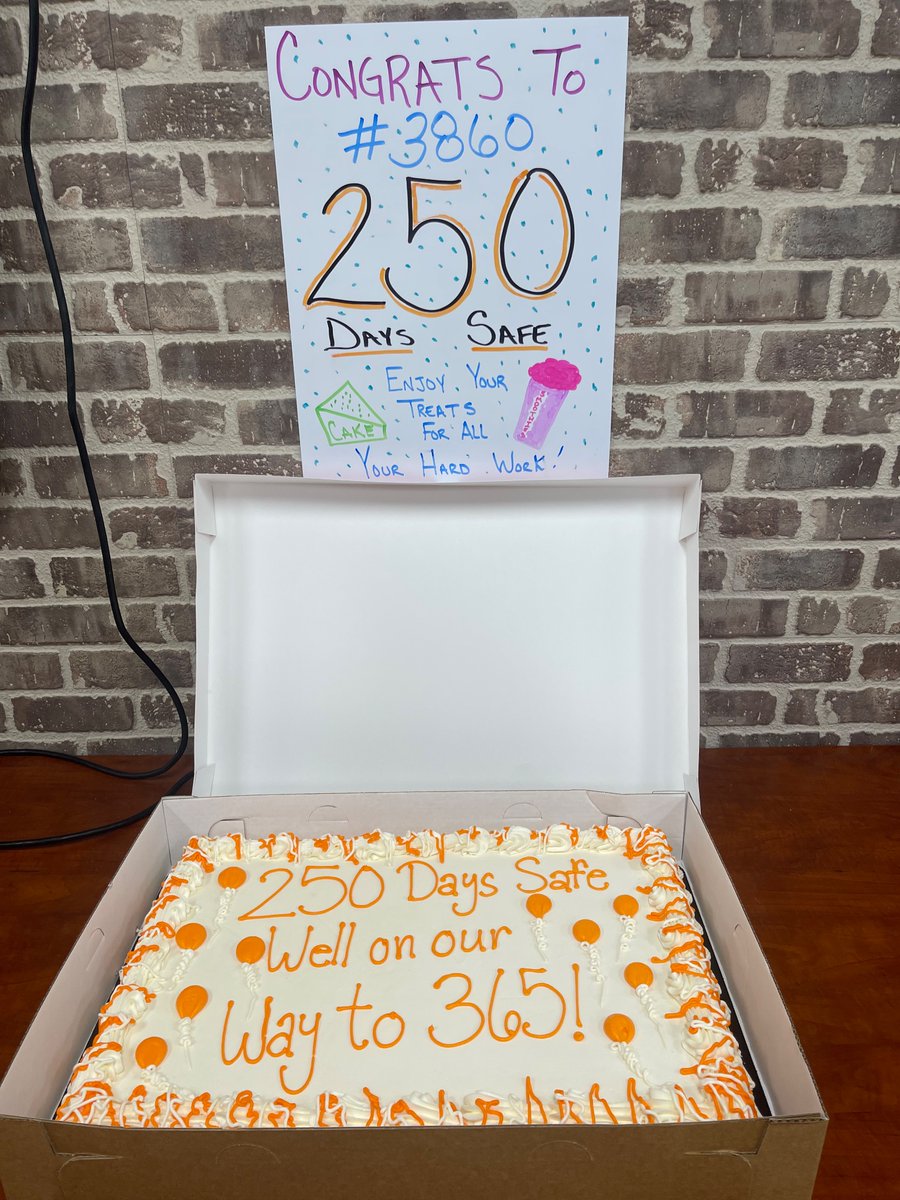 CONGRATS TO
#3860
250
DAYS SAFE
ENJOY YOUR
TREATS
FOR ALL
YOUR HARD WORK!
CAKE
SMOOTHIES
250 Days Safe
Well on our
Way to 365!